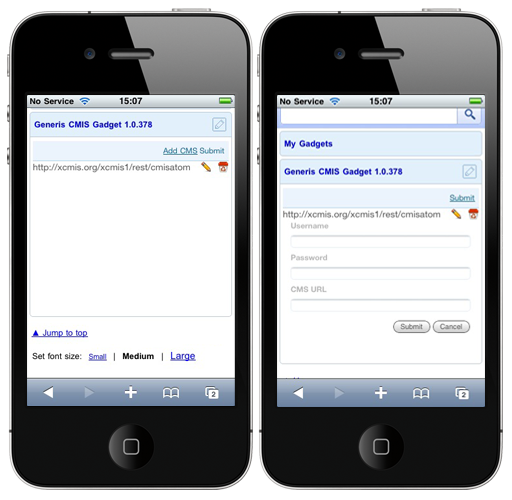 No Service 15:07
Generis CMIS Gadget 1.0.378
Add CMS Submit
http://xcmis.org/xcmis1/rest/cmisatom
▲ Jump to top
Set font size: Small | Medium | Large
2
No Service 15:07
My Gadgets
Generis CMIS Gadget 1.0.378
Submit
http://xcmis.org/xcmis1/rest/cmisatom
Username
Password
CMS URL
Submit Cancel
2